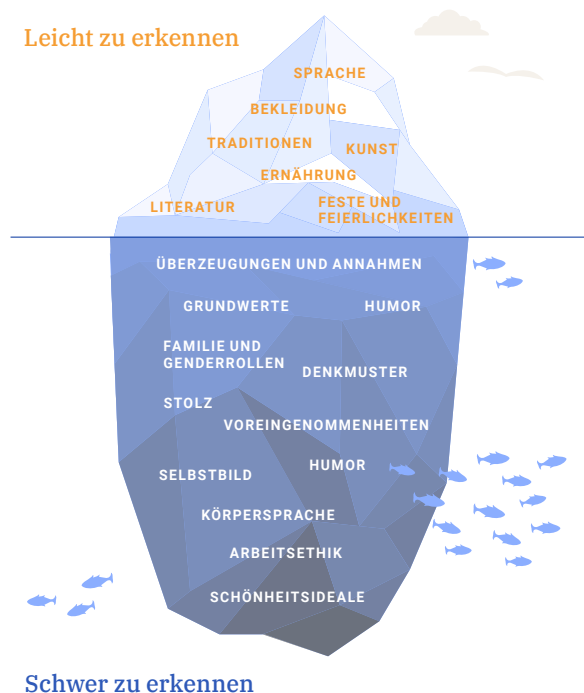 Leicht zu erkennen
SPRACHE
BEKLEIDUNG
TRADITIONEN
KUNST
ERNÄHRUNG
LITERATUR
FESTE UND
FEIERLICHKEITEN
ÜBERZEUGUNGEN UND ANNAHMEN
GRUNDWERTE
HUMOR
FAMILIE UND
GENDERROLLEN
DENKMUSTER
STOLZ
VOREINGENOMMENHEITEN
HUMOR
SELBSTBILD
KÖRPERSPRACHE
ARBEITSETHIK
SCHÖNHEITSIDEALE
Schwer zu erkennen